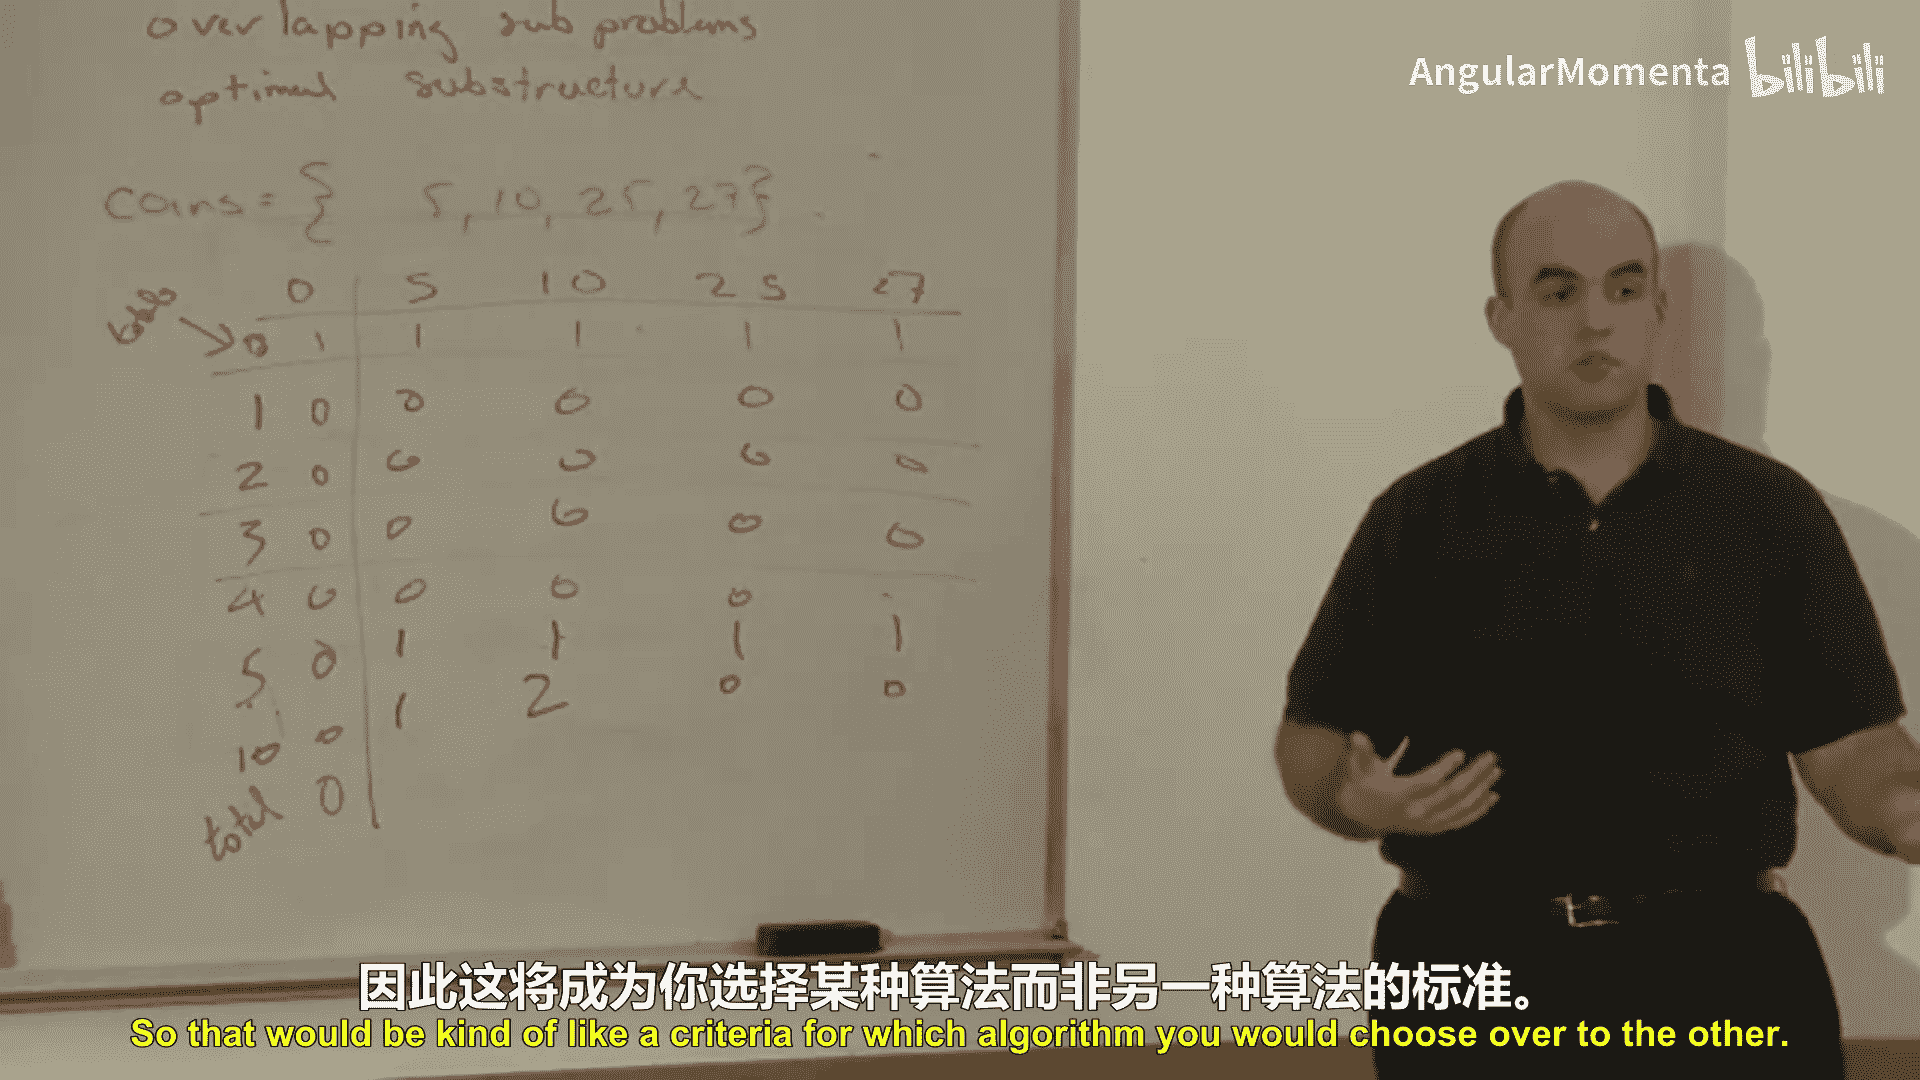 overlapping sub problems
optimal substructure
AngularMomenta bilibili
coins = { 5, 10, 25, 27}
0 5 10 25 27
0 1 1 1 1 1
1 0 0 0 0 0
2 0 0 0 0 0
3 0 0 0 0 0
4 0 0 0 0
5 0 1 1 1 1
10 0 1 2 0 0
total 0
因此这将成为你选择某种算法而非另一种算法的标准。
So that would be kind of like a criteria for which algorithm you would choose over to the other.